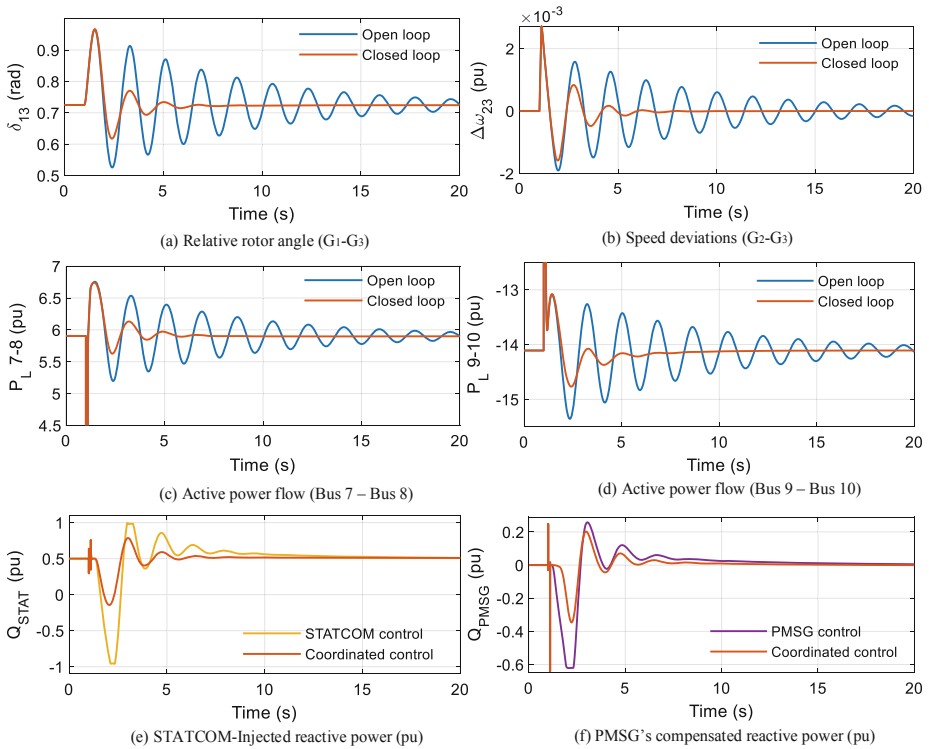 δ13 (rad)
0.9
0.8
0.7
0.6
0.5
0 5 10 15 20
Open loop
Closed loop
Time (s)
(a) Relative rotor angle (G1-G3)
×10-3
Δω23 (pu)
2
0
-2
0 5 10 15 20
Open loop
Closed loop
Time (s)
(b) Speed deviations (G2-G3)
PL 7-8 (pu)
7
6.5
6
5.5
5
4.5
0 5 10 15 20
Open loop
Closed loop
Time (s)
(c) Active power flow (Bus 7 – Bus 8)
PL 9-10 (pu)
-13
-14
-15
0 5 10 15 20
Open loop
Closed loop
Time (s)
(d) Active power flow (Bus 9 – Bus 10)
QSTAT (pu)
1
0.5
0
-0.5
-1
0 5 10 15 20
STATCOM control
Coordinated control
Time (s)
(e) STATCOM-Injected reactive power (pu)
QPMSG (pu)
0.2
0
-0.2
-0.4
-0.6
0 5 10 15 20
PMSG control
Coordinated control
Time (s)
(f) PMSG’s compensated reactive power (pu)